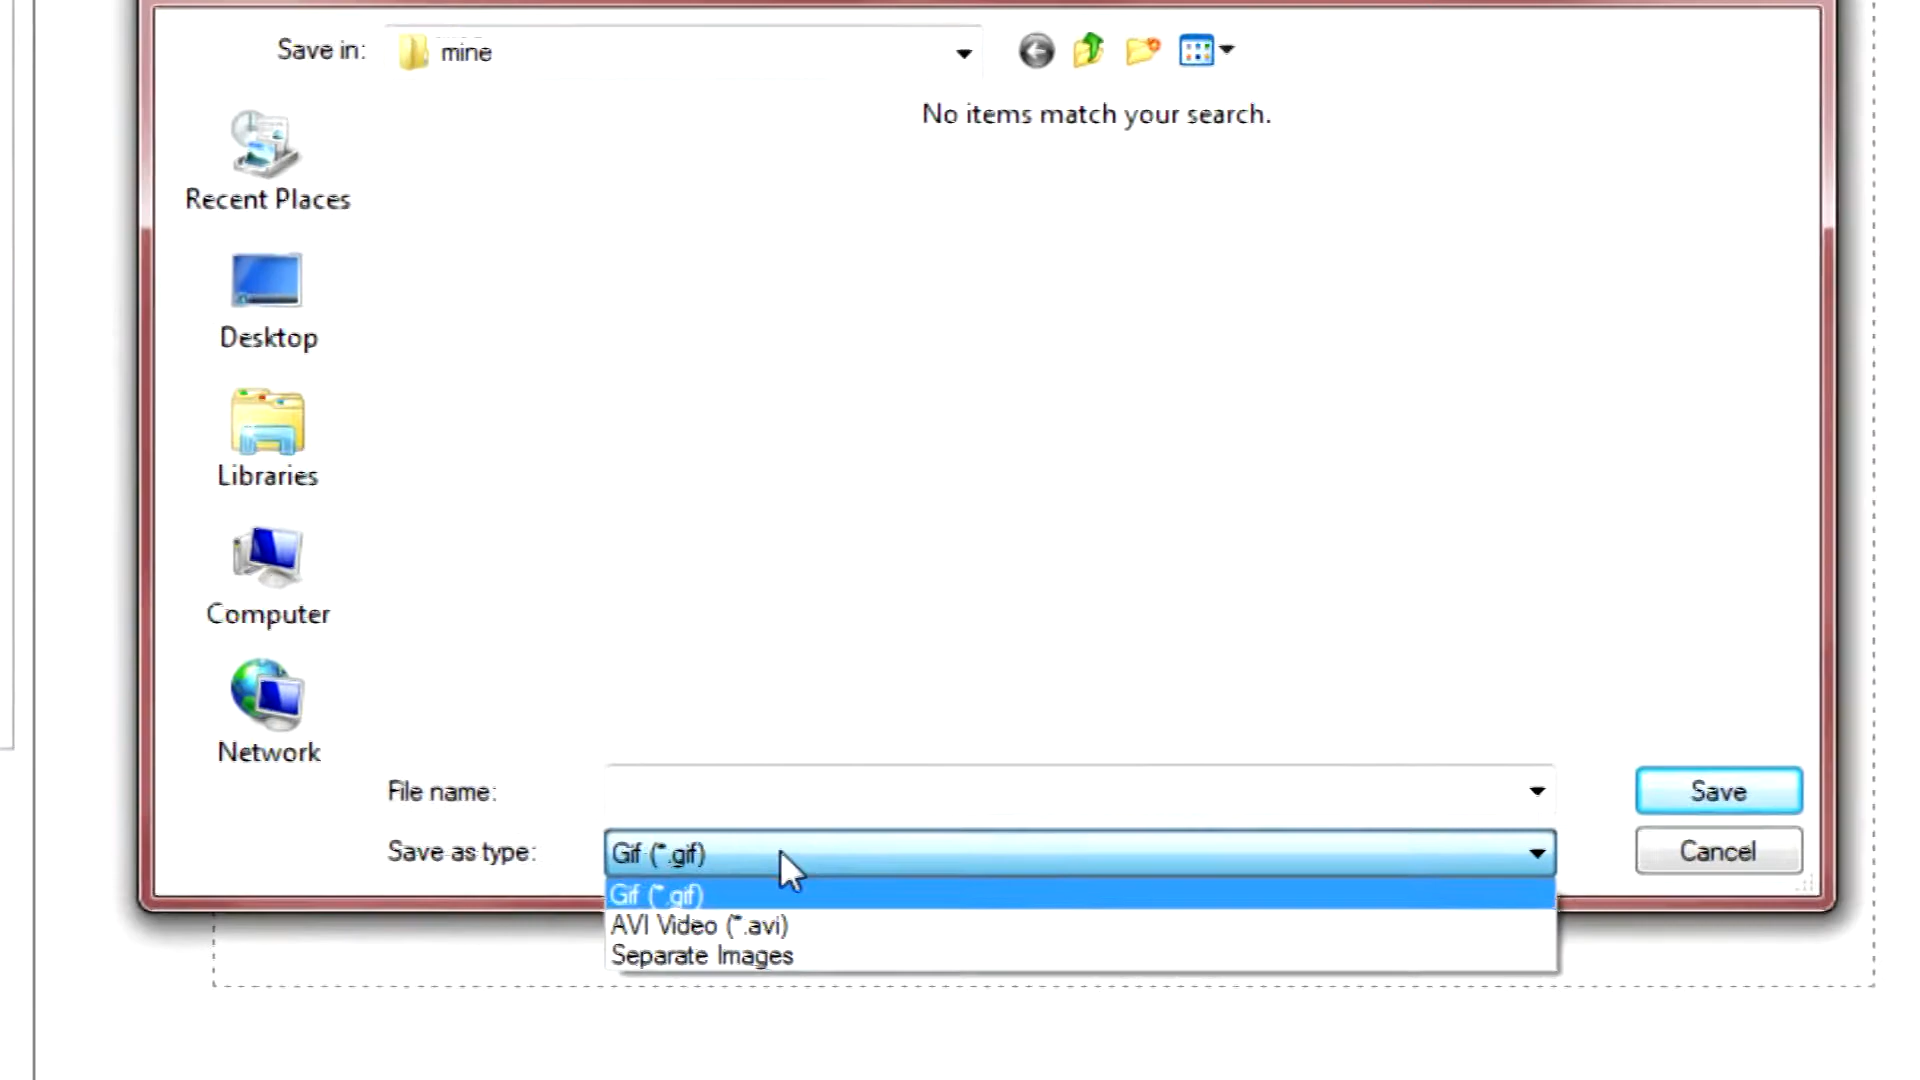 Save in: mine
No items match your search.
Recent Places
Desktop
Libraries
Computer
Network
File name:
Save
Save as type: Gif (*.gif)
Cancel
Gif (*.gif)
AVI Video (*.avi)
Separate Images